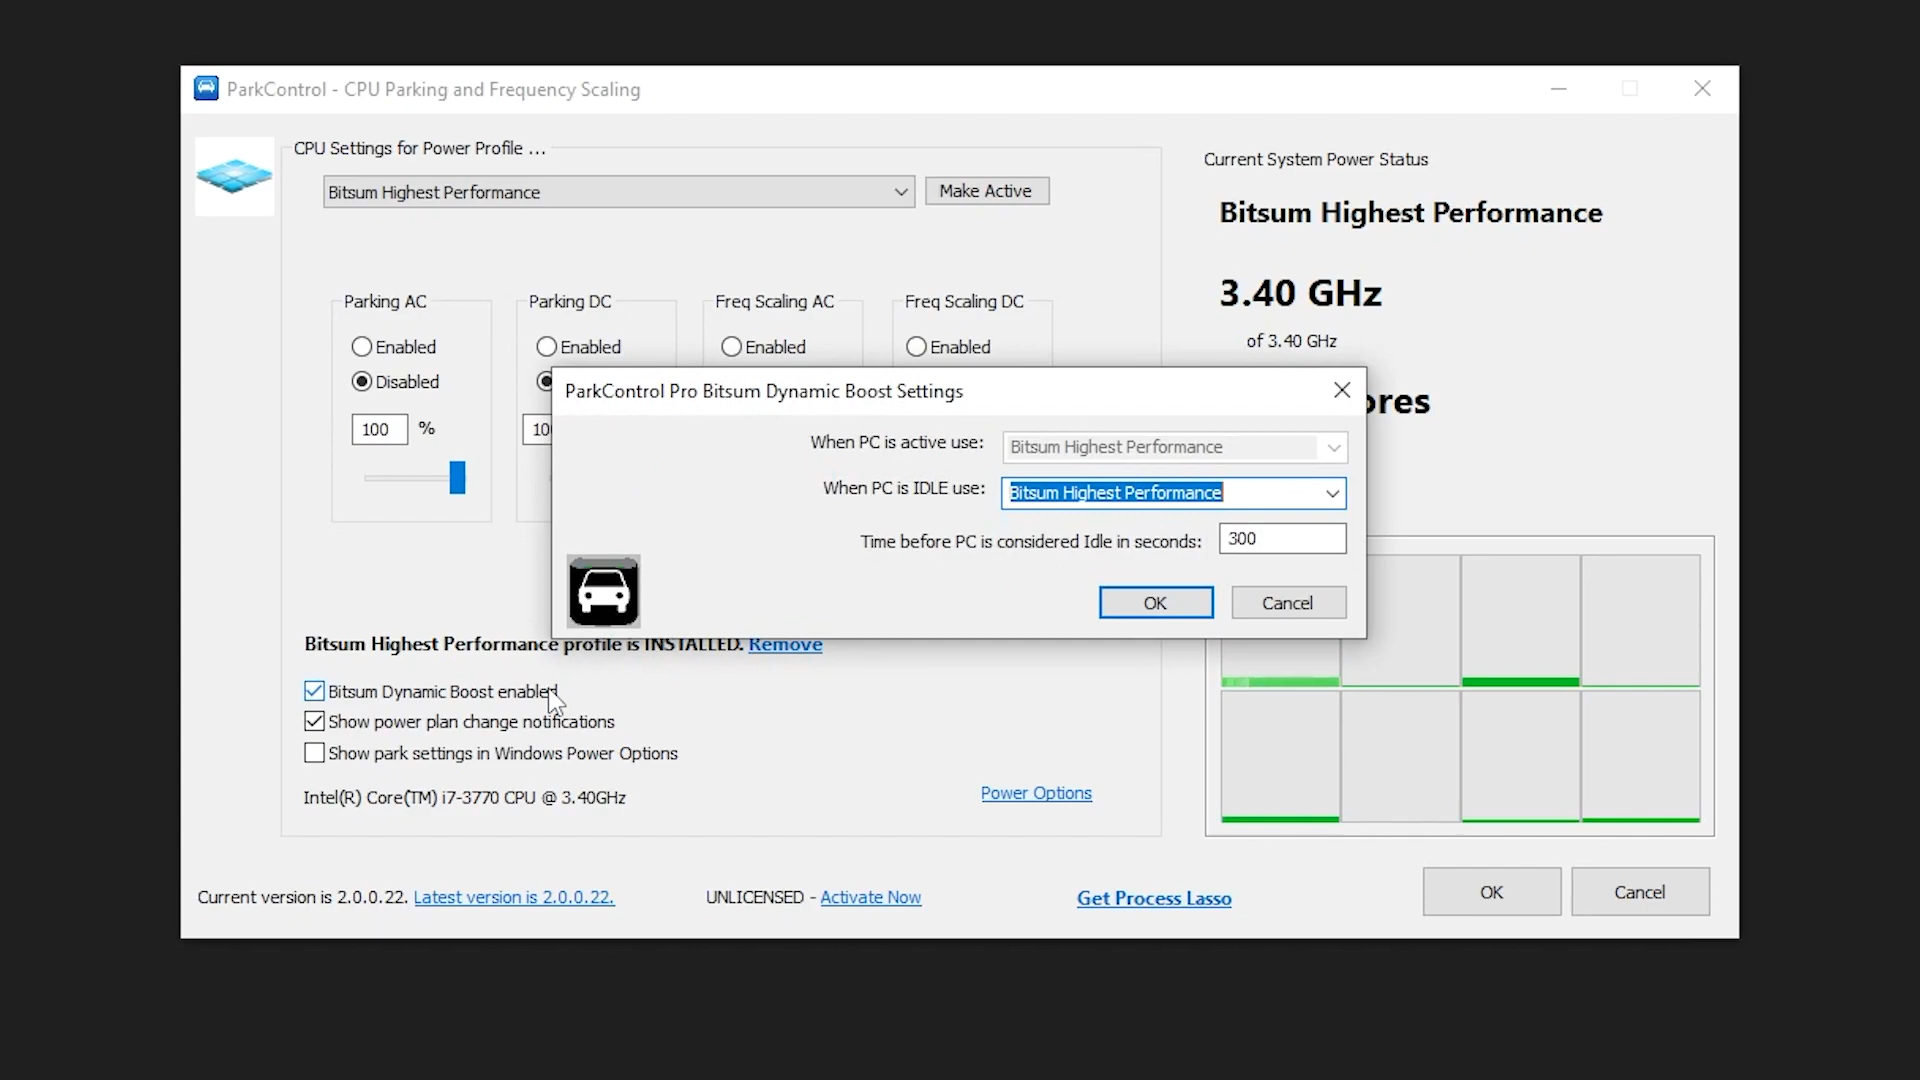 ParkControl - CPU Parking and Frequency Scaling
CPU Settings for Power Profile ...
Bitsum Highest Performance
Make Active
Current System Power Status
Bitsum Highest Performance
3.40 GHz
of 3.40 GHz
Parking AC
Parking DC
Freq Scaling AC
Freq Scaling DC
Enabled
Enabled
Enabled
Enabled
Disabled
100 %
ParkControl Pro Bitsum Dynamic Boost Settings
When PC is active use: Bitsum Highest Performance
When PC is IDLE use: Bitsum Highest Performance
Time before PC is considered Idle in seconds: 300
OK
Cancel
Bitsum Highest Performance profile is INSTALLED. Remove
Bitsum Dynamic Boost enabled
Show power plan change notifications
Show park settings in Windows Power Options
Intel(R) Core(TM) i7-3770 CPU @ 3.40GHz
Power Options
Current version is 2.0.0.22. Latest version is 2.0.0.22.
UNLICENSED - Activate Now
Get Process Lasso
OK
Cancel